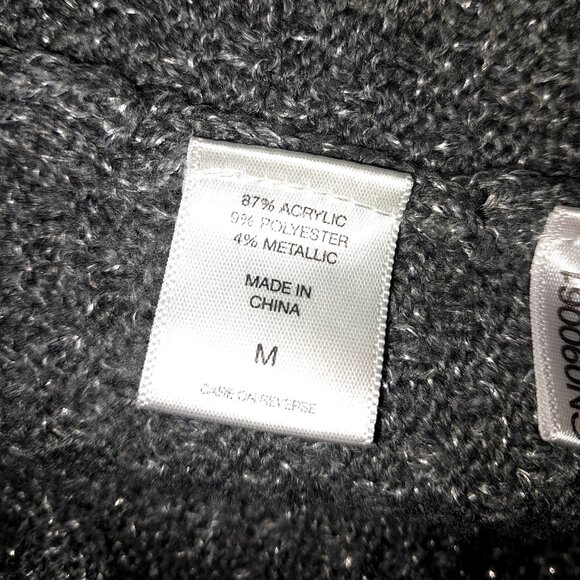 87% ACRYLIC
9% POLYESTER
4% METALLIC
MADE IN
CHINA
M
CARE ON REVERSE